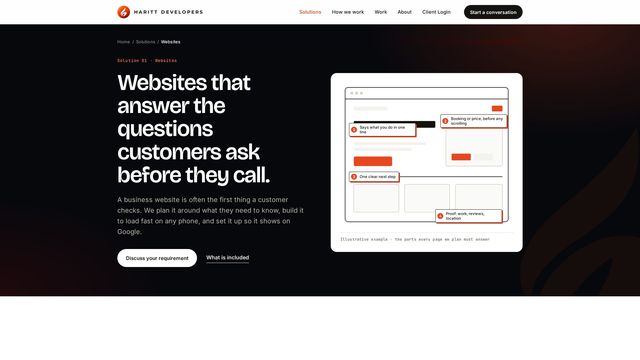 HARITT DEVELOPERS
Solutions
How we work
Work
About
Client Login
Start a conversation
Home / Solutions / Websites
Solution 01 · Websites
Websites that
answer the
questions
customers ask
before they call.
A business website is often the first thing a customer
checks. We plan it around what they need to know, build it
to load fast on any phone, and set it up so it shows on
Google.
Discuss your requirement
What is included
1 Says what you do in one
line
2 Booking or price, before any
scrolling
3 One clear next step
4 Proof: work, reviews,
location
Illustrative example · the parts every page we plan must answer